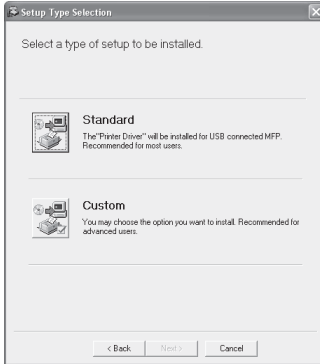 Setup Type Selection
Select a type of setup to be installed.
Standard
The"Printer Driver" will be installed for USB connected MFP.
Recommended for most users.
Custom
You may choose the option you want to install. Recommended for
advanced users.
< Back
Next >
Cancel